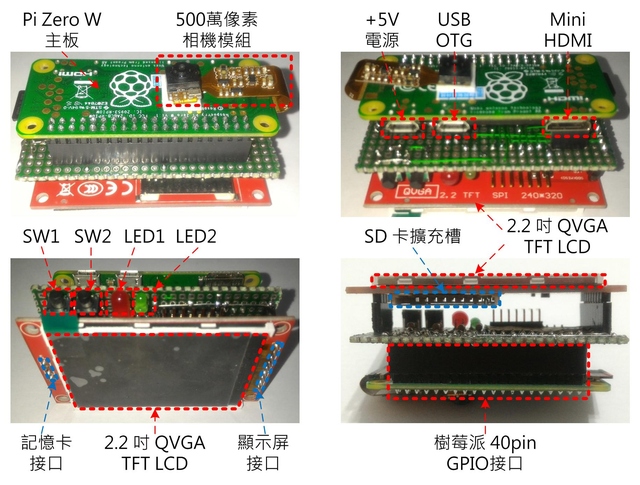 Pi Zero W
主板
500萬像素
相機模組
+5V
電源
USB
OTG
Mini
HDMI
QVGA
2.2 TFT SPI 240×320
SW1 SW2 LED1 LED2
2.2 吋 QVGA
TFT LCD
SD 卡擴充槽
記憶卡
接口
2.2 吋 QVGA
TFT LCD
顯示屏
接口
樹莓派 40pin
GPIO接口